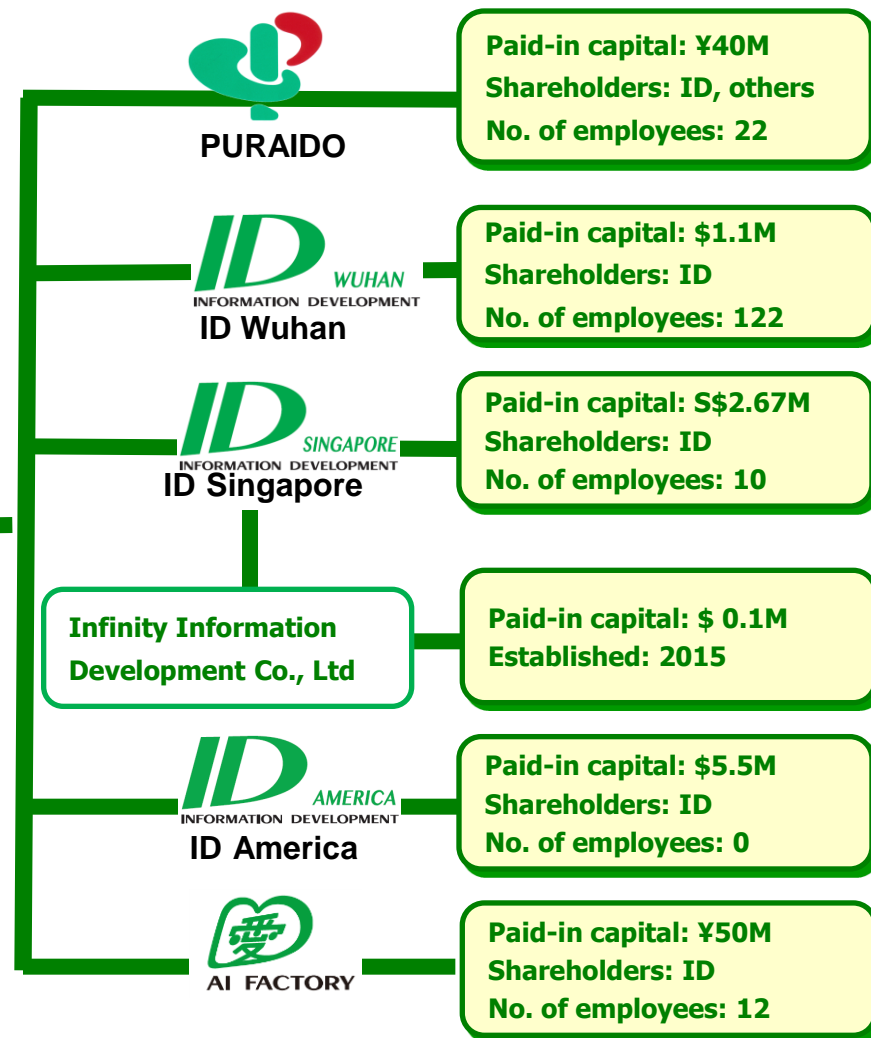 Paid-in capital: ¥40M
Shareholders: ID, others
No. of employees: 22
PURAIDO
Paid-in capital: $1.1M
Shareholders: ID
No. of employees: 122
ID WUHAN
INFORMATION DEVELOPMENT
ID Wuhan
Paid-in capital: S$2.67M
Shareholders: ID
No. of employees: 10
ID SINGAPORE
INFORMATION DEVELOPMENT
ID Singapore
Infinity Information
Development Co., Ltd
Paid-in capital: $ 0.1M
Established: 2015
Paid-in capital: $5.5M
Shareholders: ID
No. of employees: 0
ID AMERICA
INFORMATION DEVELOPMENT
ID America
愛
AI FACTORY
Paid-in capital: ¥50M
Shareholders: ID
No. of employees: 12